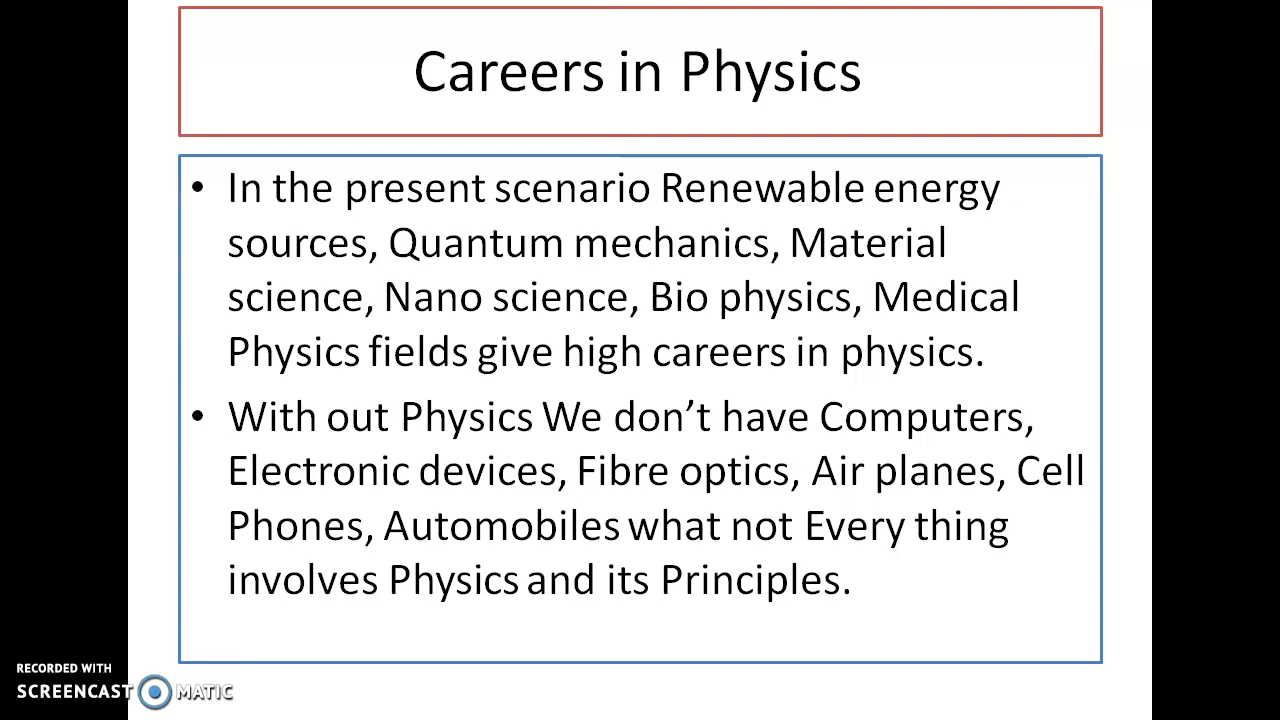 Careers in Physics
• In the present scenario Renewable energy
sources, Quantum mechanics, Material
science, Nano science, Bio physics, Medical
Physics fields give high careers in physics.
• With out Physics We don’t have Computers,
Electronic devices, Fibre optics, Air planes, Cell
Phones, Automobiles what not Every thing
involves Physics and its Principles.
RECORDED WITH
SCREENCAST MATIC